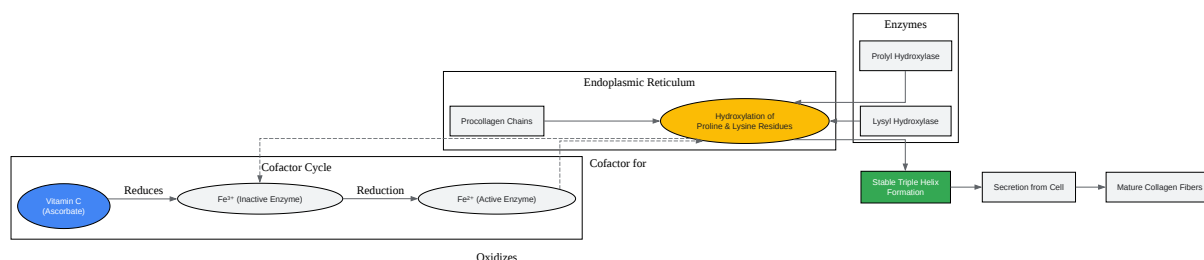 Enzymes
Prolyl Hydroxylase
Endoplasmic Reticulum
Procollagen Chains
Hydroxylation of
Proline & Lysine Residues
Lysyl Hydroxylase
Cofactor Cycle
Cofactor for
Vitamin C
(Ascorbate)
Reduces
Fe³⁺ (Inactive Enzyme)
Reduction
Fe²⁺ (Active Enzyme)
Stable Triple Helix
Formation
Secretion from Cell
Mature Collagen Fibers
Oxidizes